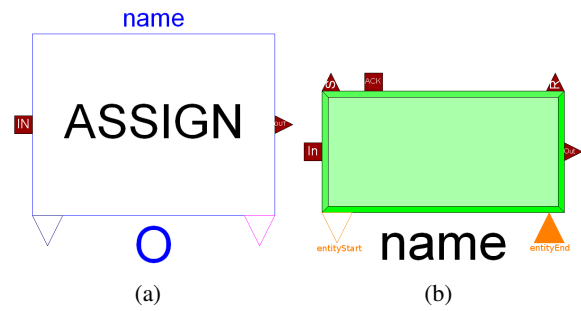 name
IN
ASSIGN
OUT
O
(a)
S
ACK
R
In
Out
entityStart
name
entityEnd
(b)